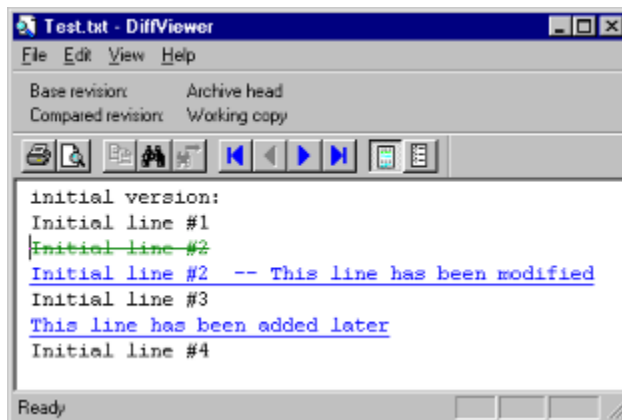 Test.txt - DiffViewer
File Edit View Help
Base revision: Archive head
Compared revision: Working copy
initial version:
Initial line #1
Initial line #2
Initial line #2  -- This line has been modified
Initial line #3
This line has been added later
Initial line #4
Ready